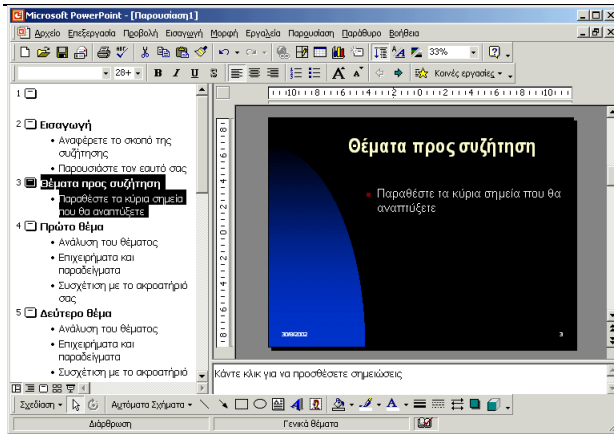 Microsoft PowerPoint - [Παρουσίαση1]
Αρχείο Επεξεργασία Προβολή Εισαγωγή Μορφή Εργαλεία Παρουσίαση Παράθυρο Βοήθεια
33%
28+ B I U S A A Κοινές εργασίες
1
2 Εισαγωγή
• Αναφέρετε το σκοπό της
συζήτησης
• Παρουσιάστε τον εαυτό σας
3 Θέματα προς συζήτηση
• Παραθέστε τα κύρια σημεία
που θα αναπτύξετε
4 Πρώτο θέμα
• Ανάλυση του θέματος
• Επιχειρήματα και
παραδείγματα
• Συσχέτιση με το ακροατήριό
σας
5 Δεύτερο θέμα
• Ανάλυση του θέματος
• Επιχειρήματα και
παραδείγματα
• Συσχέτιση με το ακροατήριό
Θέματα προς συζήτηση
Παραθέστε τα κύρια σημεία που θα
αναπτύξετε
30/9/2002 3
Κάντε κλικ για να προσθέσετε σημειώσεις
Σχεδίαση Αυτόματα Σχήματα
Διάρθρωση Γενικά θέματα